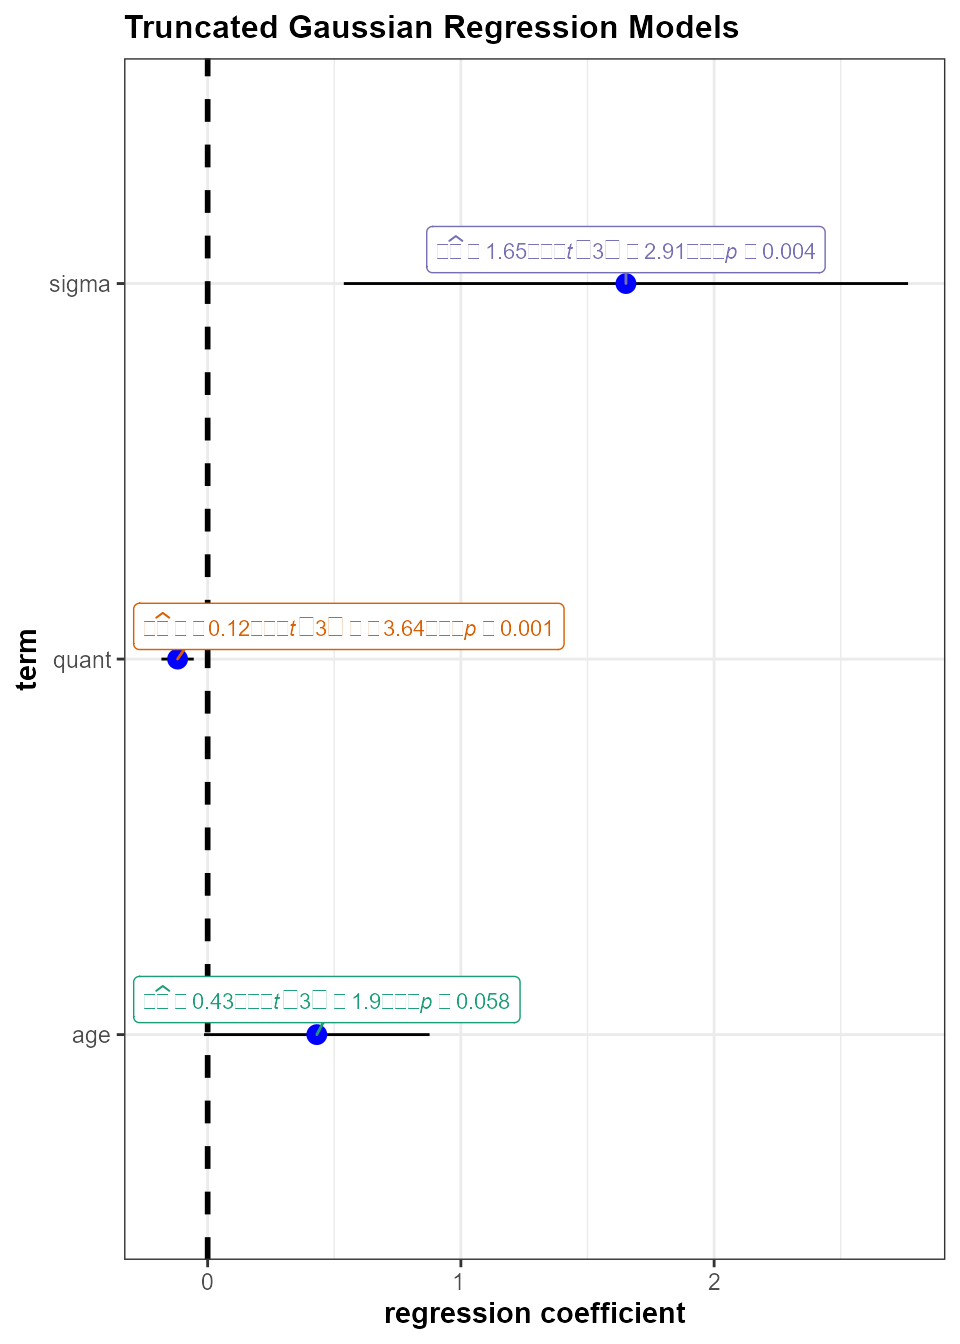 Truncated Gaussian Regression Models
□□ □ 1.65□□□t□3□ □ 2.91□□□p □ 0.004
sigma
□□ □ □0.12□□□t□3□ □ □3.64□□□p □ 0.001
quant
term
□□ □ 0.43□□□t□3□ □ 1.9□□□p □ 0.058
age
0 1 2
regression coefficient